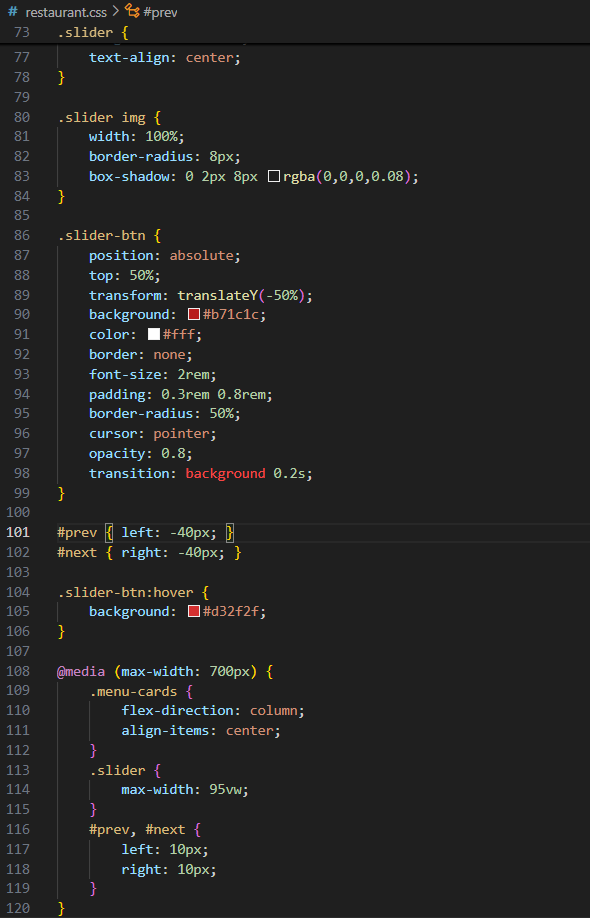 # restaurant.css > #prev
73 .slider {
77     text-align: center;
78 }
79
80 .slider img {
81     width: 100%;
82     border-radius: 8px;
83     box-shadow: 0 2px 8px rgba(0,0,0,0.08);
84 }
85
86 .slider-btn {
87     position: absolute;
88     top: 50%;
89     transform: translateY(-50%);
90     background: #b71c1c;
91     color: #fff;
92     border: none;
93     font-size: 2rem;
94     padding: 0.3rem 0.8rem;
95     border-radius: 50%;
96     cursor: pointer;
97     opacity: 0.8;
98     transition: background 0.2s;
99 }
100
101 #prev { left: -40px; }
102 #next { right: -40px; }
103
104 .slider-btn:hover {
105     background: #d32f2f;
106 }
107
108 @media (max-width: 700px) {
109     .menu-cards {
110         flex-direction: column;
111         align-items: center;
112     }
113     .slider {
114         max-width: 95vw;
115     }
116     #prev, #next {
117         left: 10px;
118         right: 10px;
119     }
120 }